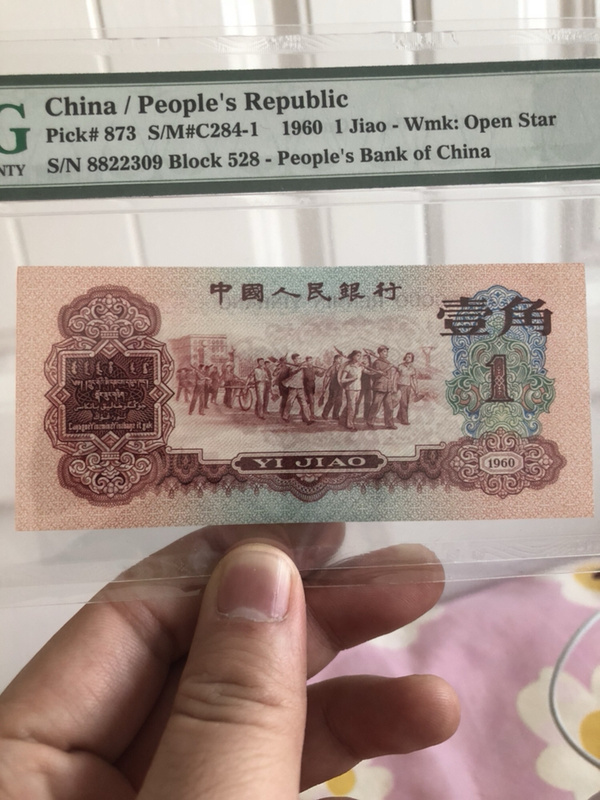 G
NTY
China / People's Republic
Pick# 873 S/M#C284-1 1960 1 Jiao - Wmk: Open Star
S/N 8822309 Block 528 - People's Bank of China
中國人民銀行
壹角
1
YI JIAO
1960